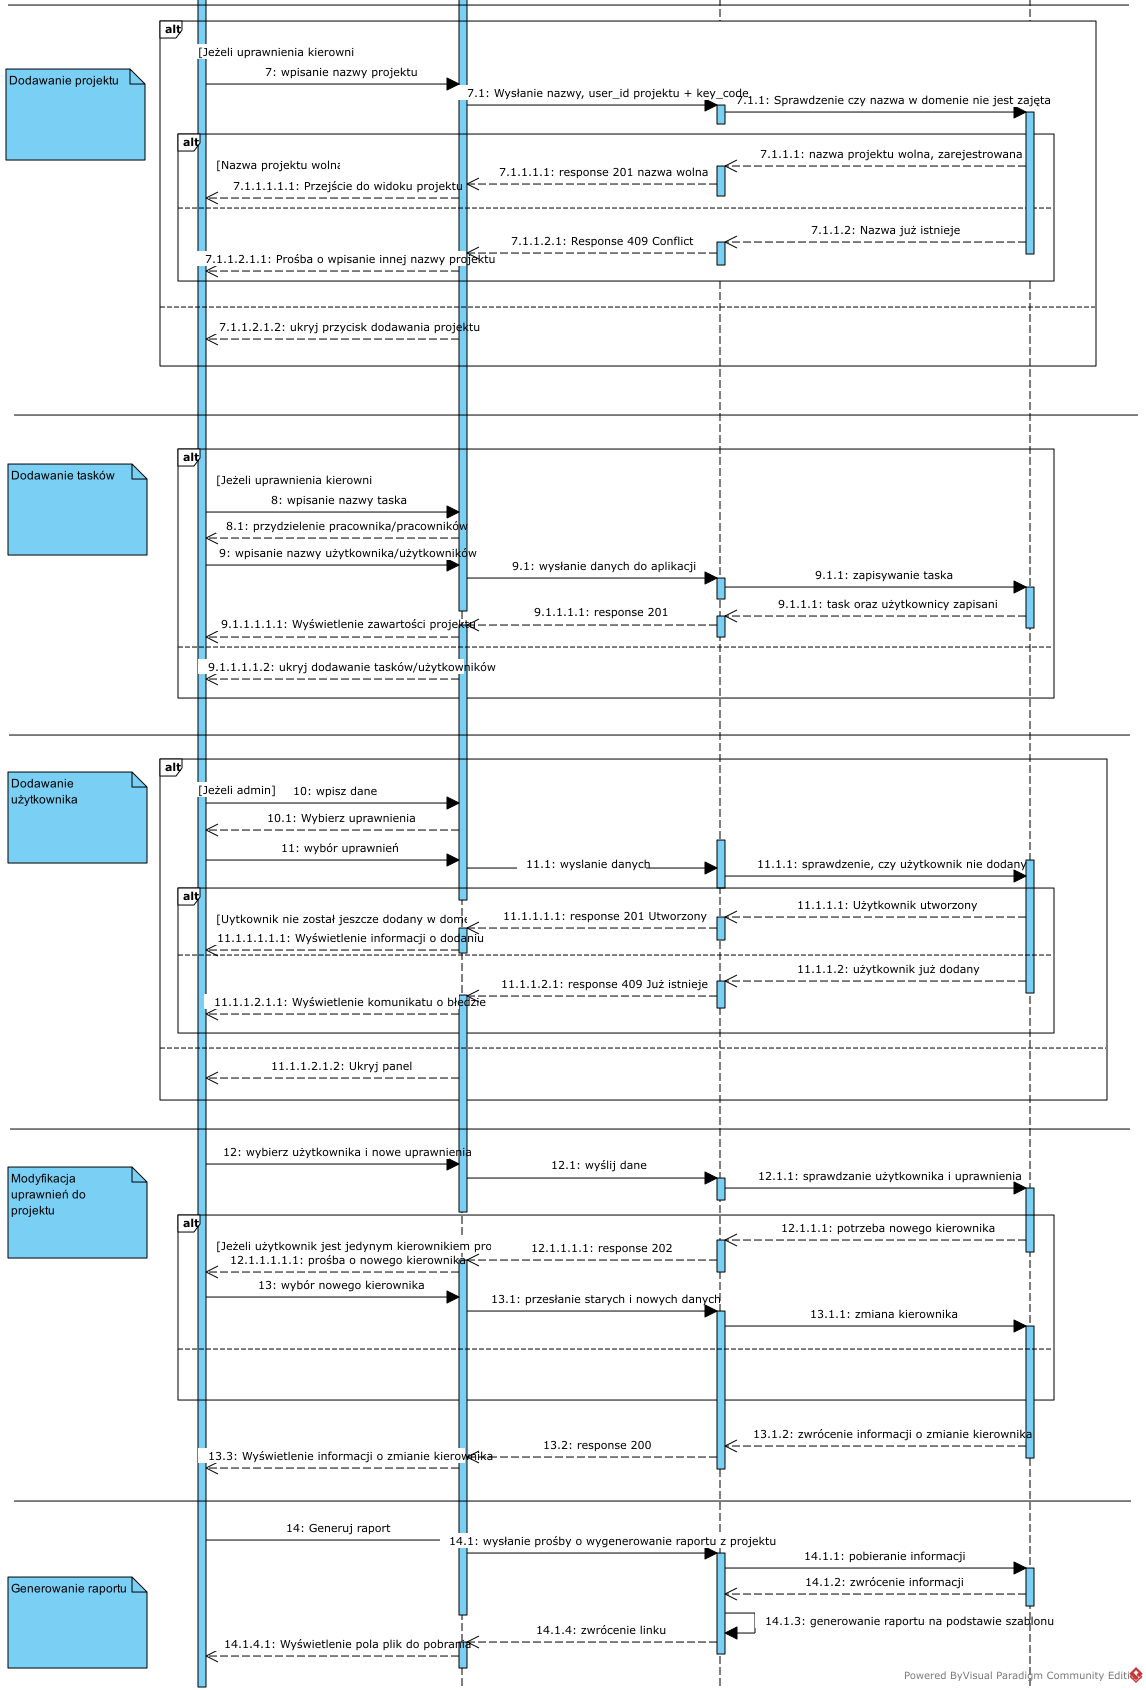 alt
[Jeżeli uprawnienia kierowni
Dodawanie projektu
7: wpisanie nazwy projektu
7.1: Wysłanie nazwy, user_id projektu + key_code
7.1.1: Sprawdzenie czy nazwa w domenie nie jest zajęta
alt
[Nazwa projektu wolna
7.1.1.1: nazwa projektu wolna, zarejestrowana
7.1.1.1.1: response 201 nazwa wolna
7.1.1.1.1.1: Przejście do widoku projektu
7.1.1.2: Nazwa już istnieje
7.1.1.2.1: Response 409 Conflict
7.1.1.2.1.1: Prośba o wpisanie innej nazwy projektu
7.1.1.2.1.2: ukryj przycisk dodawania projektu
alt
Dodawanie tasków
[Jeżeli uprawnienia kierowni
8: wpisanie nazwy taska
8.1: przydzielenie pracownika/pracowników
9: wpisanie nazwy użytkownika/użytkowników
9.1: wysłanie danych do aplikacji
9.1.1: zapisywanie taska
9.1.1.1: task oraz użytkownicy zapisani
9.1.1.1.1: response 201
9.1.1.1.1.1: Wyświetlenie zawartości projektu
9.1.1.1.1.2: ukryj dodawanie tasków/użytkowników
alt
Dodawanie
użytkownika
[Jeżeli admin]
10: wpisz dane
10.1: Wybierz uprawnienia
11: wybór uprawnień
11.1: wyslanie danych
11.1.1: sprawdzenie, czy użytkownik nie dodany
alt
[Uytkownik nie został jeszcze dodany w dome
11.1.1.1: Użytkownik utworzony
11.1.1.1.1: response 201 Utworzony
11.1.1.1.1.1: Wyświetlenie informacji o dodaniu
11.1.1.2: użytkownik już dodany
11.1.1.2.1: response 409 Już istnieje
11.1.1.2.1.1: Wyświetlenie komunikatu o błędzie
11.1.1.2.1.2: Ukryj panel
12: wybierz użytkownika i nowe uprawnienia
12.1: wyślij dane
12.1.1: sprawdzanie użytkownika i uprawnienia
Modyfikacja
uprawnień do
projektu
alt
[Jeżeli użytkownik jest jedynym kierownikiem pro
12.1.1.1: potrzeba nowego kierownika
12.1.1.1.1: response 202
12.1.1.1.1.1: prośba o nowego kierownika
13: wybór nowego kierownika
13.1: przesłanie starych i nowych danych
13.1.1: zmiana kierownika
13.1.2: zwrócenie informacji o zmianie kierownika
13.2: response 200
13.3: Wyświetlenie informacji o zmianie kierownika
14: Generuj raport
14.1: wysłanie prośby o wygenerowanie raportu z projektu
14.1.1: pobieranie informacji
14.1.2: zwrócenie informacji
Generowanie raportu
14.1.3: generowanie raportu na podstawie szablonu
14.1.4: zwrócenie linku
14.1.4.1: Wyświetlenie pola plik do pobrania
Powered ByVisual Paradigm Community Editi